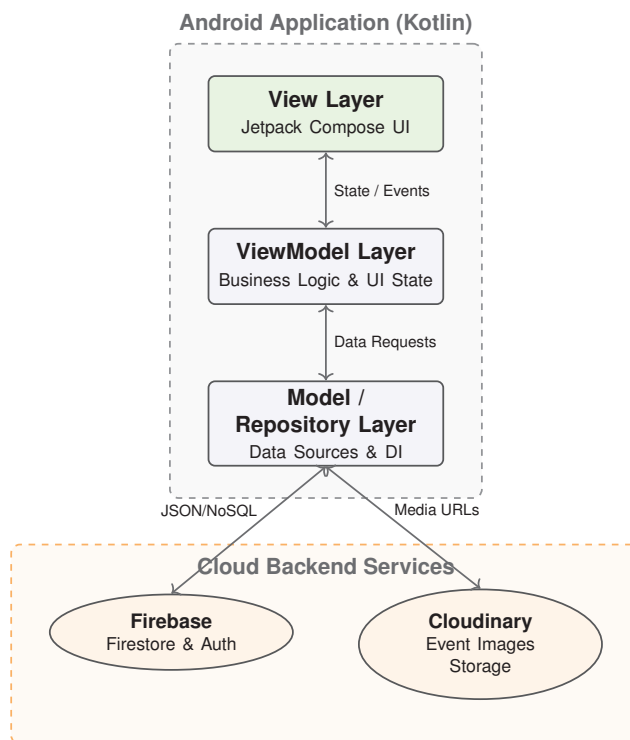 Android Application (Kotlin)
View Layer
Jetpack Compose UI
State / Events
ViewModel Layer
Business Logic & UI State
Data Requests
Model /
Repository Layer
Data Sources & DI
JSON/NoSQL
Media URLs
Cloud Backend Services
Firebase
Firestore & Auth
Cloudinary
Event Images
Storage